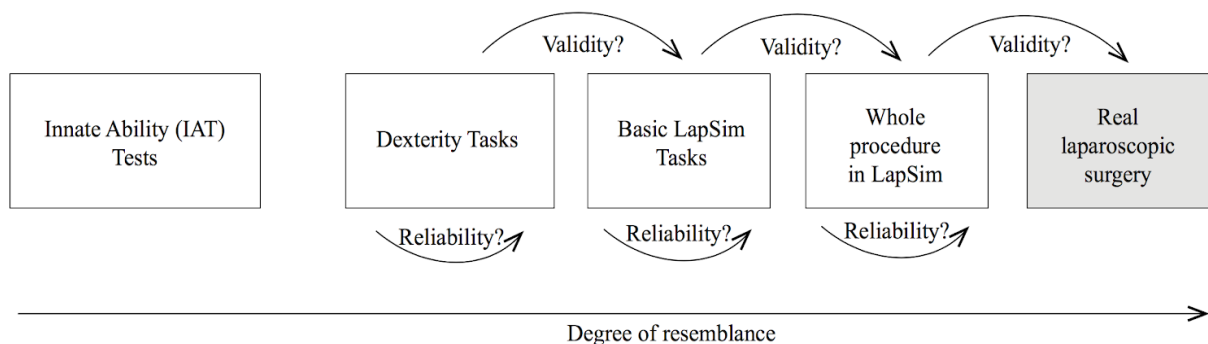 Validity?
Validity?
Validity?
Innate Ability (IAT)
Tests
Dexterity Tasks
Basic LapSim
Tasks
Whole
procedure
in LapSim
Real
laparoscopic
surgery
Reliability?
Reliability?
Reliability?
Degree of resemblance